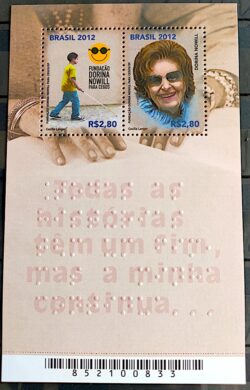 BRASIL 2012
BRASIL 2012
FUNDAÇÃO
DORINA
NOWILL
PARA CEGOS
R$2,80
R$2,80
DORINA NOWILL
Todas as
histórias
têm um fim,
mas a minha
continua...
852100833